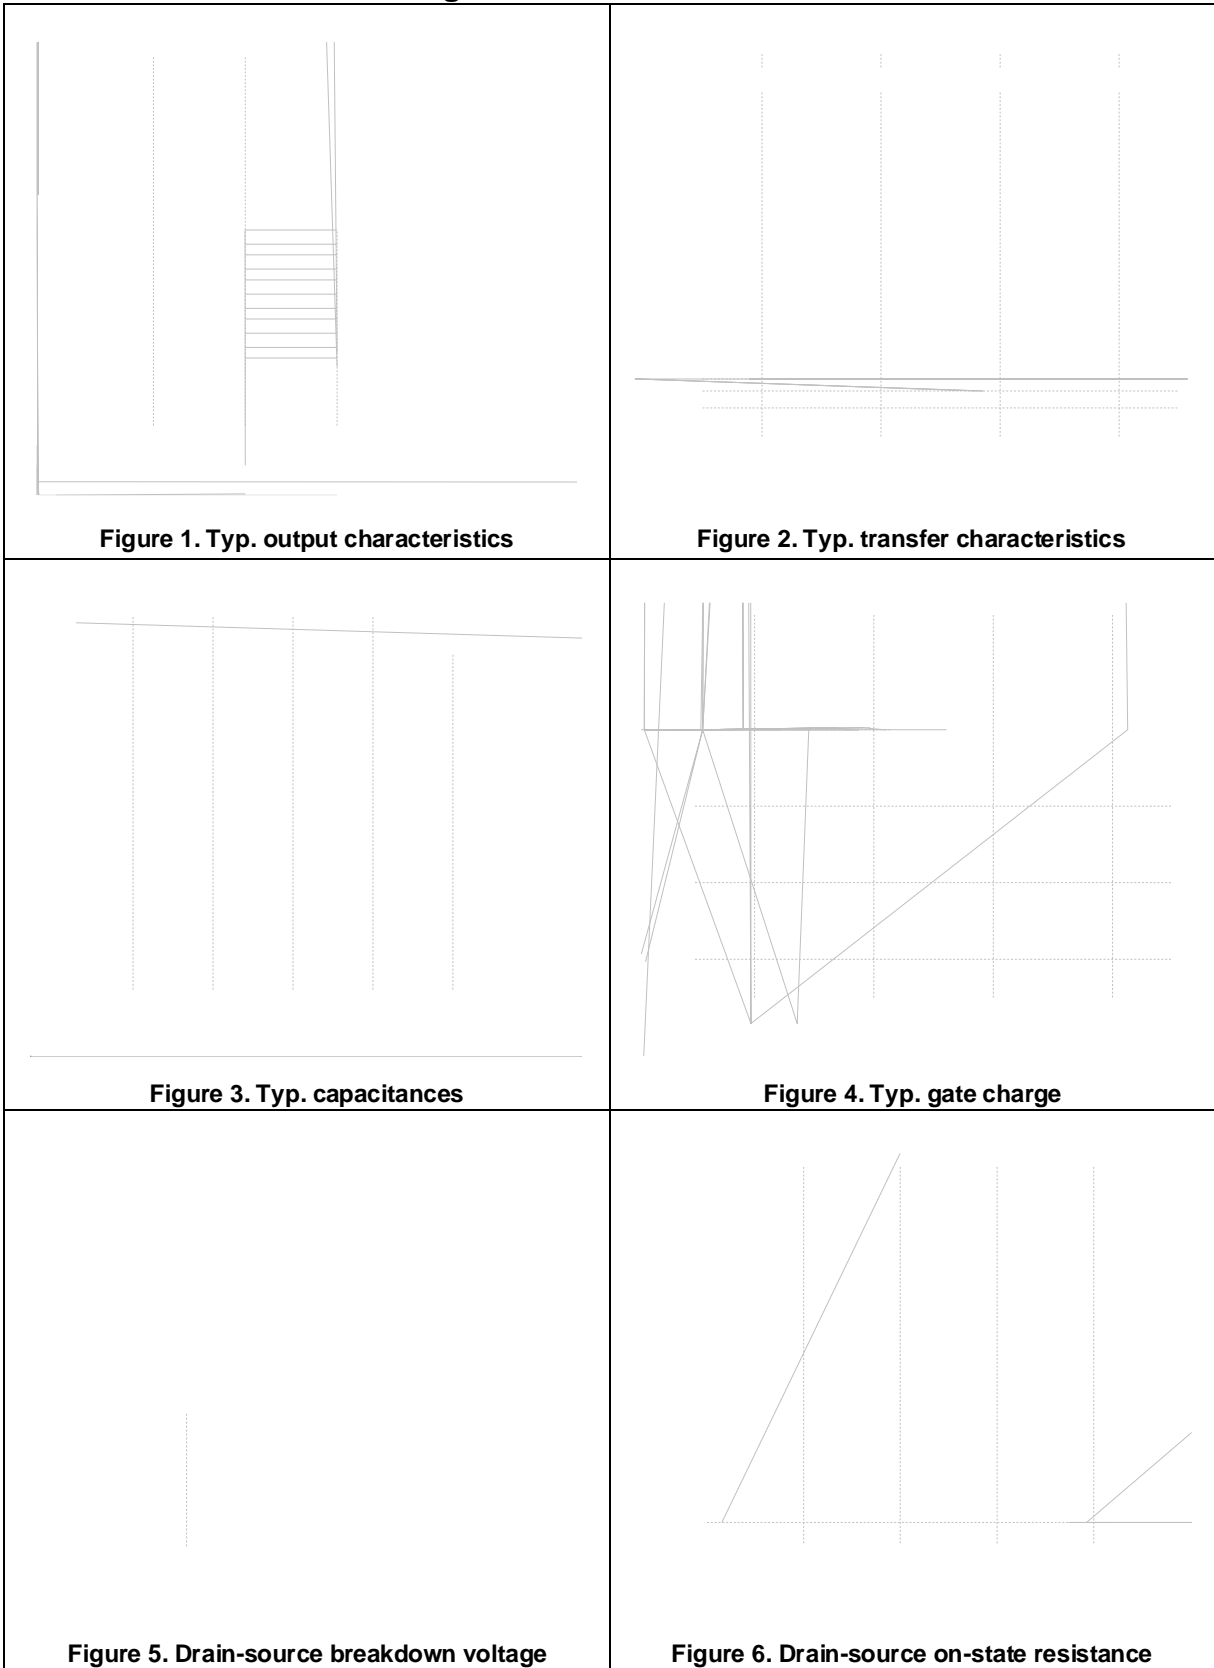 Figure 1. Typ. output characteristics
Figure 2. Typ. transfer characteristics
Figure 3. Typ. capacitances
Figure 4. Typ. gate charge
Figure 5. Drain-source breakdown voltage
Figure 6. Drain-source on-state resistance